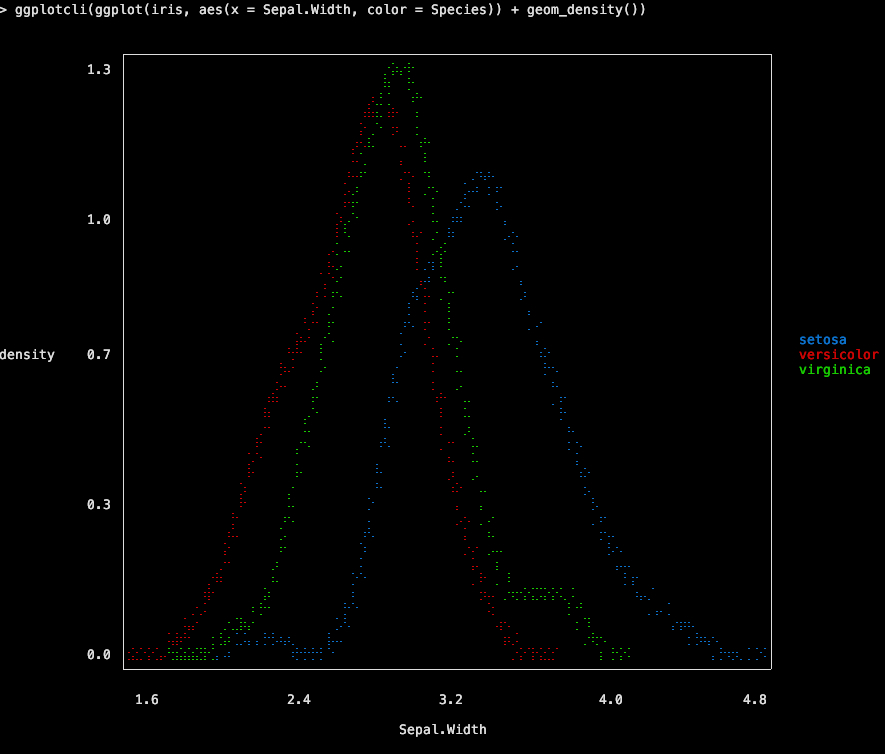 > ggplotcli(ggplot(iris, aes(x = Sepal.Width, color = Species)) + geom_density())
1.3
1.0
setosa
density 0.7 versicolor
virginica
0.3
0.0
1.6 2.4 3.2 4.0 4.8
Sepal.Width